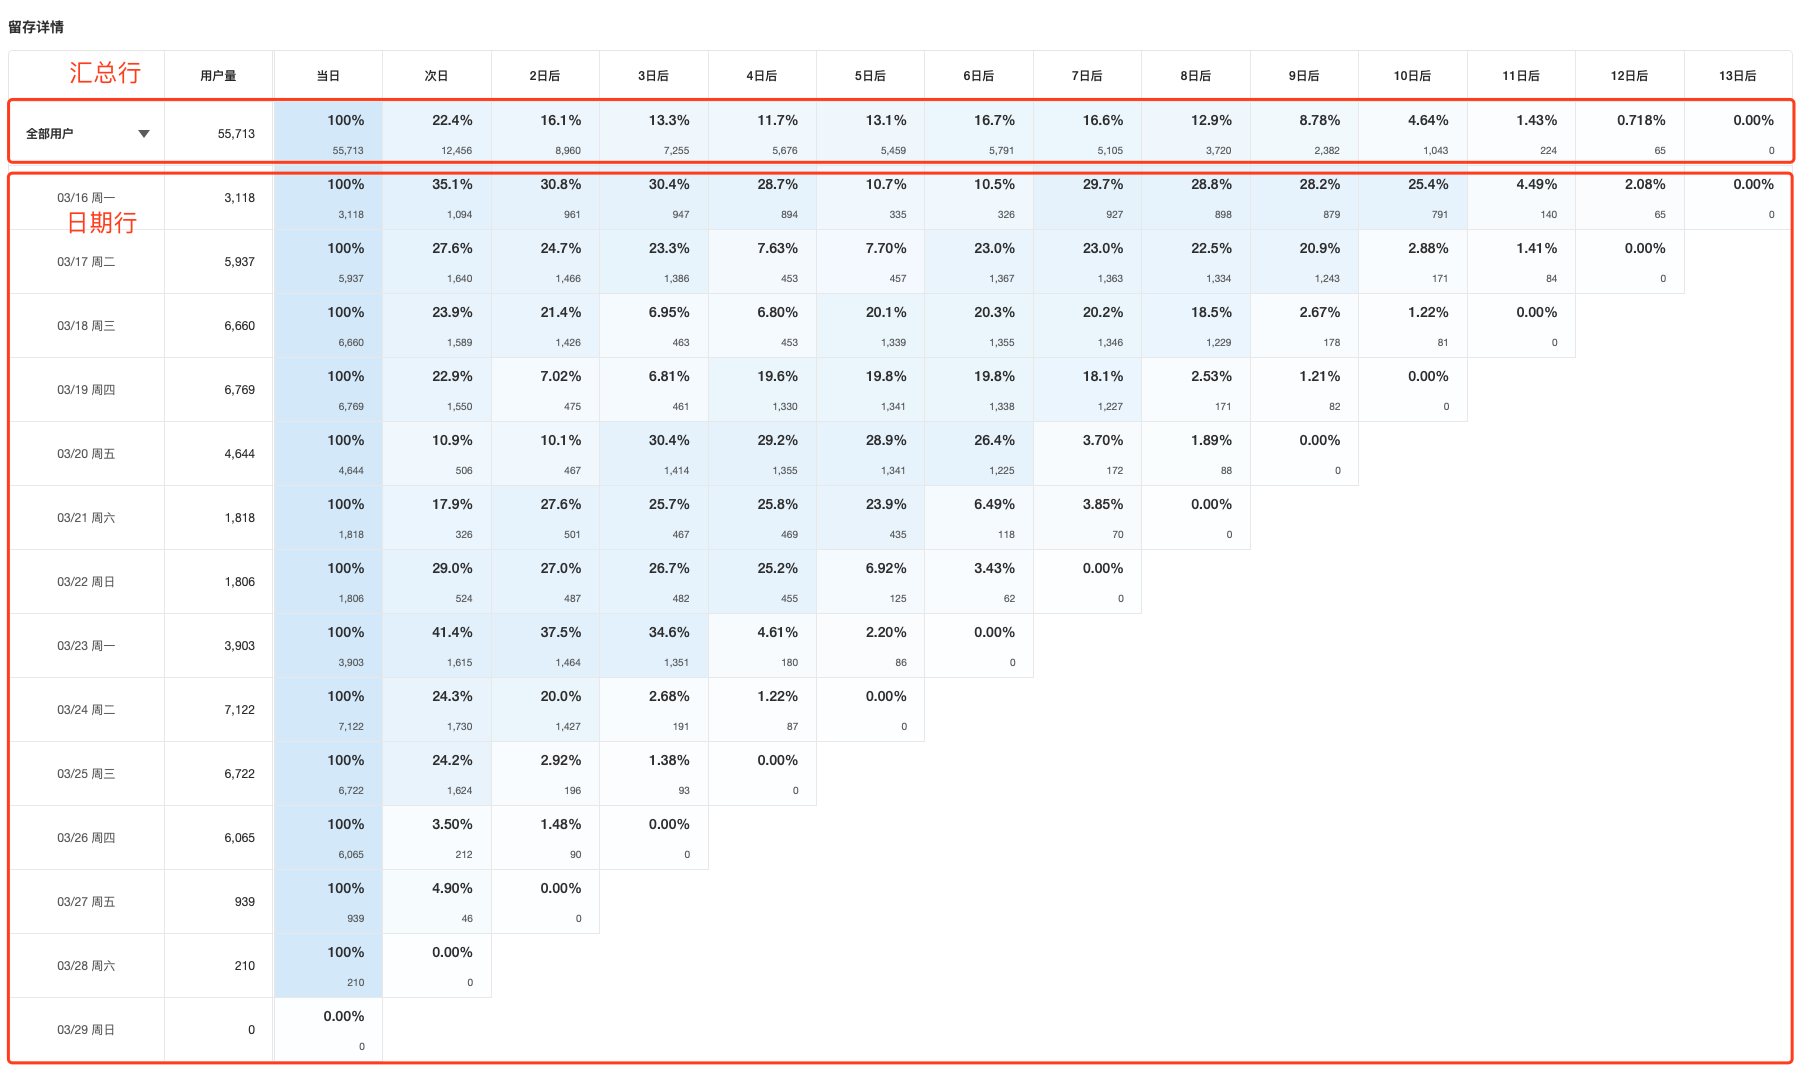 留存详情
汇总行 用户量 当日 次日 2日后 3日后 4日后 5日后 6日后 7日后 8日后 9日后 10日后 11日后 12日后 13日后
100% 22.4% 16.1% 13.3% 11.7% 13.1% 16.7% 16.6% 12.9% 8.78% 4.64% 1.43% 0.718% 0.00%
全部用户 55,713
55,713 12,456 8,960 7,255 5,676 5,459 5,791 5,105 3,720 2,382 1,043 224 65 0
100% 35.1% 30.8% 30.4% 28.7% 10.7% 10.5% 29.7% 28.8% 28.2% 25.4% 4.49% 2.08% 0.00%
03/16 周一 3,118
3,118 1,094 961 947 894 335 326 927 898 879 791 140 65 0
日期行
100% 27.6% 24.7% 23.3% 7.63% 7.70% 23.0% 23.0% 22.5% 20.9% 2.88% 1.41% 0.00%
03/17 周二 5,937
5,937 1,640 1,466 1,386 453 457 1,367 1,363 1,334 1,243 171 84 0
100% 23.9% 21.4% 6.95% 6.80% 20.1% 20.3% 20.2% 18.5% 2.67% 1.22% 0.00%
03/18 周三 6,660
6,660 1,589 1,426 463 453 1,339 1,355 1,346 1,229 178 81 0
100% 22.9% 7.02% 6.81% 19.6% 19.8% 19.8% 18.1% 2.53% 1.21% 0.00%
03/19 周四 6,769
6,769 1,550 475 461 1,330 1,341 1,338 1,227 171 82 0
100% 10.9% 10.1% 30.4% 29.2% 28.9% 26.4% 3.70% 1.89% 0.00%
03/20 周五 4,644
4,644 506 467 1,414 1,355 1,341 1,225 172 88 0
100% 17.9% 27.6% 25.7% 25.8% 23.9% 6.49% 3.85% 0.00%
03/21 周六 1,818
1,818 326 501 467 469 435 118 70 0
100% 29.0% 27.0% 26.7% 25.2% 6.92% 3.43% 0.00%
03/22 周日 1,806
1,806 524 487 482 455 125 62 0
100% 41.4% 37.5% 34.6% 4.61% 2.20% 0.00%
03/23 周一 3,903
3,903 1,615 1,464 1,351 180 86 0
100% 24.3% 20.0% 2.68% 1.22% 0.00%
03/24 周二 7,122
7,122 1,730 1,427 191 87 0
100% 24.2% 2.92% 1.38% 0.00%
03/25 周三 6,722
6,722 1,624 196 93 0
100% 3.50% 1.48% 0.00%
03/26 周四 6,065
6,065 212 90 0
100% 4.90% 0.00%
03/27 周五 939
939 46 0
100% 0.00%
03/28 周六 210
210 0
0.00%
03/29 周日 0
0